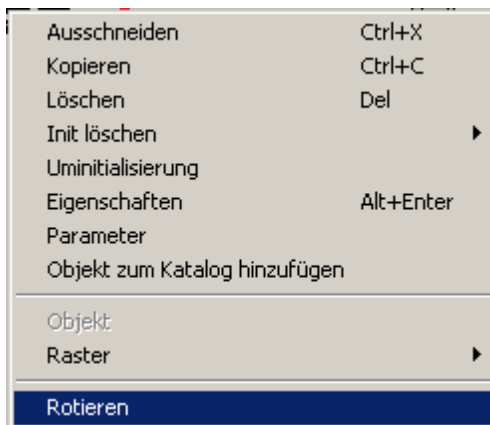 Ausschneiden Ctrl+X
Kopieren Ctrl+C
Löschen Del
Init löschen
Uminitialisierung
Eigenschaften Alt+Enter
Parameter
Objekt zum Katalog hinzufügen
Objekt
Raster
Rotieren